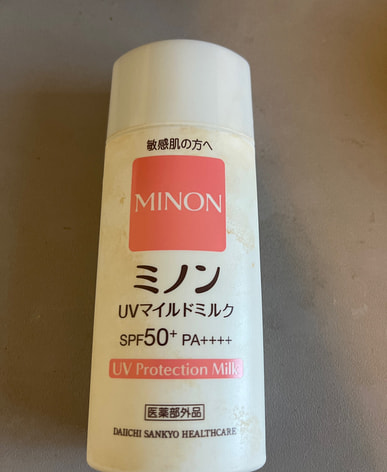 敏感肌の方へ
MINON
ミノン
UVマイルドミルク
SPF50+ PA++++
UV Protection Milk
医薬部外品
DAIICHI SANKYO HEALTHCARE